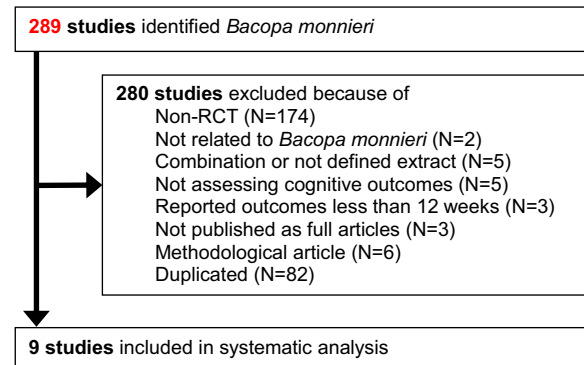 289 studies identified Bacopa monnieri
280 studies excluded because of
Non-RCT (N=174)
Not related to Bacopa monnieri (N=2)
Combination or not defined extract (N=5)
Not assessing cognitive outcomes (N=5)
Reported outcomes less than 12 weeks (N=3)
Not published as full articles (N=3)
Methodological article (N=6)
Duplicated (N=82)
9 studies included in systematic analysis